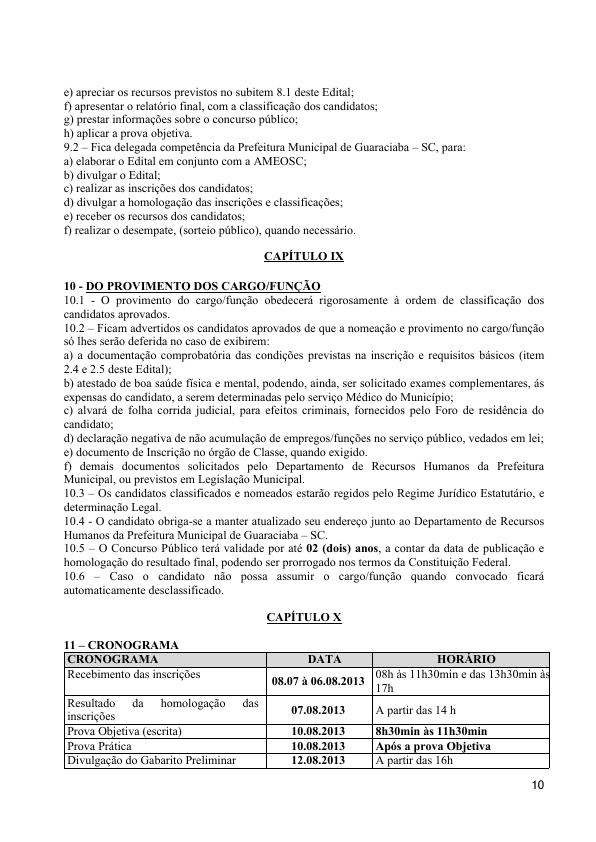 e) apreciar os recursos previstos no subitem 8.1 deste Edital;
f) apresentar o relatório final, com a classificação dos candidatos;
g) prestar informações sobre o concurso público;
h) aplicar a prova objetiva.
9.2 – Fica delegada competência da Prefeitura Municipal de Guaraciaba – SC, para:
a) elaborar o Edital em conjunto com a AMEOSC;
b) divulgar o Edital;
c) realizar as inscrições dos candidatos;
d) divulgar a homologação das inscrições e classificações;
e) receber os recursos dos candidatos;
f) realizar o desempate, (sorteio público), quando necessário.
CAPÍTULO IX
10 - DO PROVIMENTO DOS CARGO/FUNÇÃO
10.1 - O provimento do cargo/função obedecerá rigorosamente à ordem de classificação dos
candidatos aprovados.
10.2 – Ficam advertidos os candidatos aprovados de que a nomeação e provimento no cargo/função
só lhes serão deferida no caso de exibirem:
a) a documentação comprobatória das condições previstas na inscrição e requisitos básicos (item
2.4 e 2.5 deste Edital);
b) atestado de boa saúde física e mental, podendo, ainda, ser solicitado exames complementares, ás
expensas do candidato, a serem determinadas pelo serviço Médico do Município;
c) alvará de folha corrida judicial, para efeitos criminais, fornecidos pelo Foro de residência do
candidato;
d) declaração negativa de não acumulação de empregos/funções no serviço público, vedados em lei;
e) documento de Inscrição no órgão de Classe, quando exigido.
f) demais documentos solicitados pelo Departamento de Recursos Humanos da Prefeitura
Municipal, ou previstos em Legislação Municipal.
10.3 – Os candidatos classificados e nomeados estarão regidos pelo Regime Jurídico Estatutário, e
determinação Legal.
10.4 - O candidato obriga-se a manter atualizado seu endereço junto ao Departamento de Recursos
Humanos da Prefeitura Municipal de Guaraciaba – SC.
10.5 – O Concurso Público terá validade por até 02 (dois) anos, a contar da data de publicação e
homologação do resultado final, podendo ser prorrogado nos termos da Constituição Federal.
10.6 – Caso o candidato não possa assumir o cargo/função quando convocado ficará
automaticamente desclassificado.
CAPÍTULO X
11 – CRONOGRAMA
CRONOGRAMA DATA HORÁRIO
Recebimento das inscrições 08.07 à 06.08.2013 08h às 11h30min e das 13h30min às
17h
Resultado da homologação das
inscrições 07.08.2013 A partir das 14 h
Prova Objetiva (escrita) 10.08.2013 8h30min às 11h30min
Prova Prática 10.08.2013 Após a prova Objetiva
Divulgação do Gabarito Preliminar 12.08.2013 A partir das 16h
10